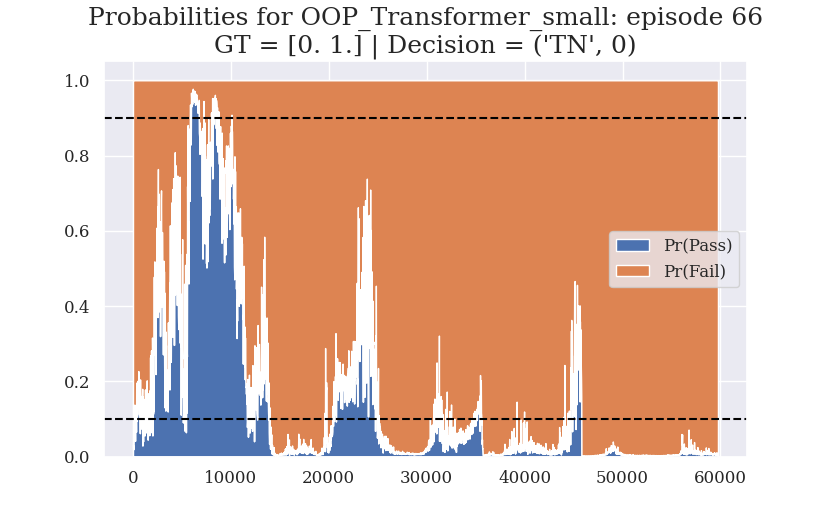 Probabilities for OOP_Transformer_small: episode 66
GT = [0. 1.] | Decision = ('TN', 0)
1.0
0.8
0.6
0.4
0.2
0.0
Pr(Pass)
Pr(Fail)
0 10000 20000 30000 40000 50000 60000